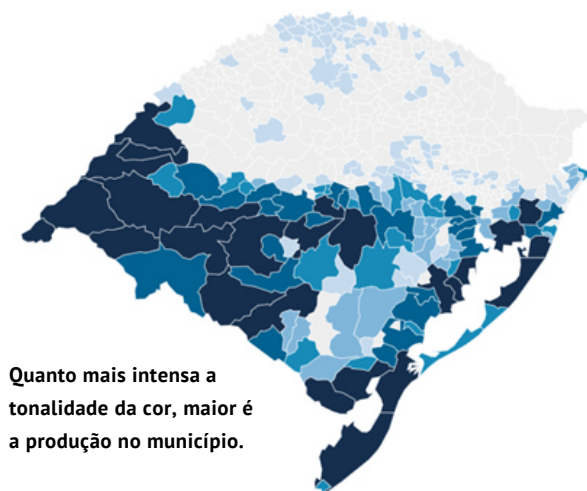 Quanto mais intensa a
tonalidade da cor, maior é
a produção no município.